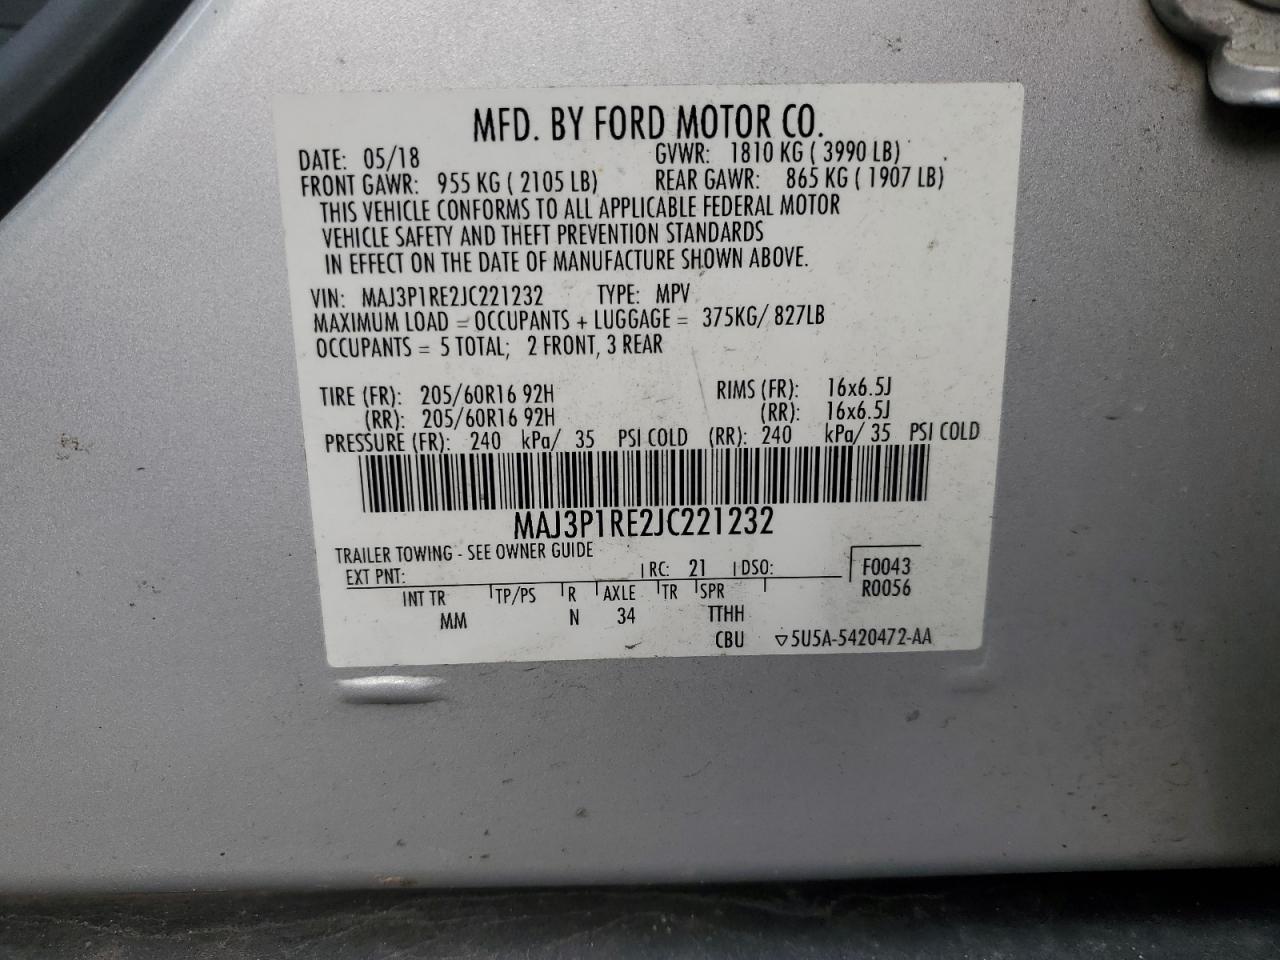 MFD. BY FORD MOTOR CO.
DATE: 05/18 GVWR: 1810 KG ( 3990 LB)
FRONT GAWR: 955 KG ( 2105 LB) REAR GAWR: 865 KG ( 1907 LB)
THIS VEHICLE CONFORMS TO ALL APPLICABLE FEDERAL MOTOR
VEHICLE SAFETY AND THEFT PREVENTION STANDARDS
IN EFFECT ON THE DATE OF MANUFACTURE SHOWN ABOVE.
VIN: MAJ3P1RE2JC221232 TYPE: MPV
MAXIMUM LOAD = OCCUPANTS + LUGGAGE = 375KG/ 827LB
OCCUPANTS = 5 TOTAL; 2 FRONT, 3 REAR
TIRE (FR): 205/60R16 92H RIMS (FR): 16x6.5J
(RR): 205/60R16 92H (RR): 16x6.5J
PRESSURE (FR): 240 kPa/ 35 PSI COLD (RR): 240 kPa/ 35 PSI COLD
MAJ3P1RE2JC221232
TRAILER TOWING - SEE OWNER GUIDE
EXT PNT: RC: 21 DSO: F0043
R0056
INT TR TP/PS R AXLE TR SPR
MM N 34 TTHH
CBU ▽5U5A-5420472-AA